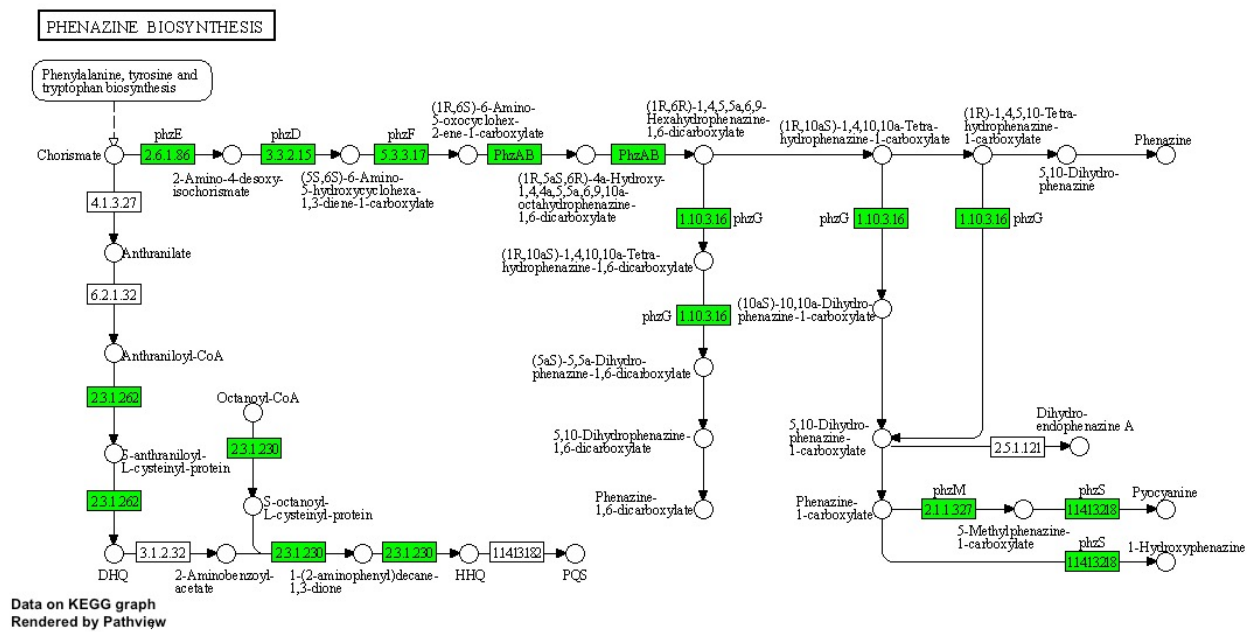 PHENAZINE BIOSYNTHESIS
Phenylalanine, tyrosine and
tryptophan biosynthesis
(1R,6S)-6-Amino-
5-oxocyclohex-
2-ene-1-carboxylate
(1R,6R)-1,4,5,5a,6,9-
Hexahydrophenazine-
1,6-dicarboxylate
(1R,10aS)-1,4,10,10a-Tetra-
hydrophenazine-1-carboxylate
(1R)-1,4,5,10-Tetra-
hydrophenazine-
1-carboxylate
phzE
phzD
phzF
Phenazine
Chorismate
2.6.1.86
3.3.2.15
5.3.3.17
PhzAB
PhzAB
2-Amino-4-desoxy-
isochorismate
(5S,6S)-6-Amino-
5-hydroxycyclohexa-
1,3-diene-1-carboxylate
(1R,5aS,6R)-4a-Hydroxy-
1,4,4a,5,5a,6,9,10a-
octahydrophenazine-
1,6-dicarboxylate
5,10-Dihydro-
phenazine
4.1.3.27
1.10.3.16
phzG
phzG
1.10.3.16
1.10.3.16
phzG
Anthranilate
(1R,10aS)-1,4,10,10a-Tetra-
hydrophenazine-1,6-dicarboxylate
6.2.1.32
phzG
1.10.3.16
(10aS)-10,10a-Dihydro-
phenazine-1-carboxylate
Anthraniloyl-CoA
(5aS)-5,5a-Dihydro-
phenazine-1,6-dicarboxylate
2.3.1.262
Octanoyl-CoA
2.3.1.230
5,10-Dihydrophenazine-
1,6-dicarboxylate
5,10-Dihydro-
phenazine-
1-carboxylate
Dihydro-
endophenazine A
2.5.1.121
S-anthraniloyl-
L-cysteinyl-protein
2.3.1.262
S-octanoyl-
L-cysteinyl-protein
Phenazine-
1,6-dicarboxylate
Phenazine-
1-carboxylate
phzM
2.1.1.327
phzS
1.14.13.218
Pyocyanine
5-Methylphenazine-
1-carboxylate
phzS
1.14.13.218
1-Hydroxyphenazine
3.1.2.32
2.3.1.230
2.3.1.230
1.14.13.182
DHQ
2-Aminobenzoyl-
acetate
1-(2-aminophenyl)decane-
1,3-dione
HHQ
PQS
Data on KEGG graph
Rendered by Pathview